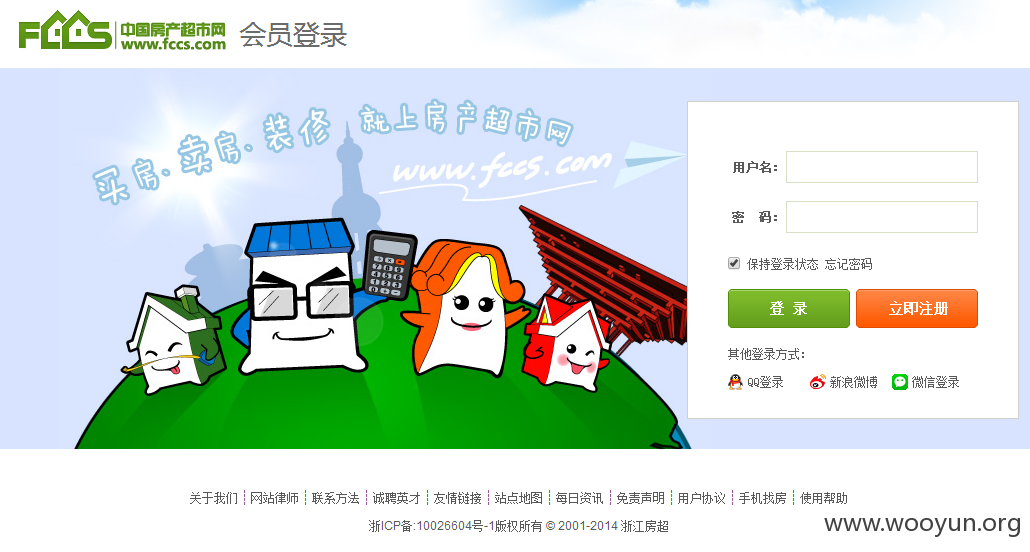 FCCS 中国房产超市网 会员登录
www.fccs.com
买房、卖房、装修 就上房产超市网
www.fccs.com
用户名：
密 码：
保持登录状态 忘记密码
登 录 立即注册
其他登录方式：
QQ登录 新浪微博 微信登录
关于我们 网站律师 联系方法 诚聘英才 友情链接 站点地图 每日资讯 免责声明 用户协议 手机找房 使用帮助
浙ICP备:10026604号-1版权所有 © 2001-2014 浙江房超
www.wooyun.org